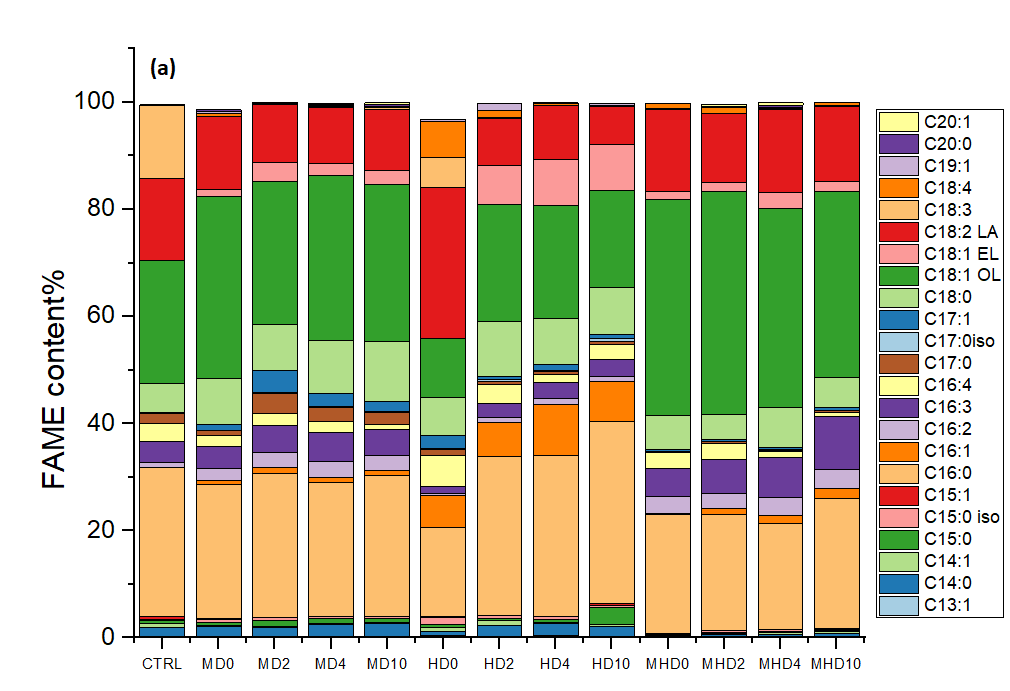 (a)
FAME content%
100
80
60
40
20
0
CTRL MD0 MD2 MD4 MD10 HD0 HD2 HD4 HD10 MHD0 MHD2 MHD4 MHD10
C20:1
C20:0
C19:1
C18:4
C18:3
C18:2 LA
C18:1 EL
C18:1 OL
C18:0
C17:1
C17:0iso
C17:0
C16:4
C16:3
C16:2
C16:1
C16:0
C15:1
C15:0 iso
C15:0
C14:1
C14:0
C13:1